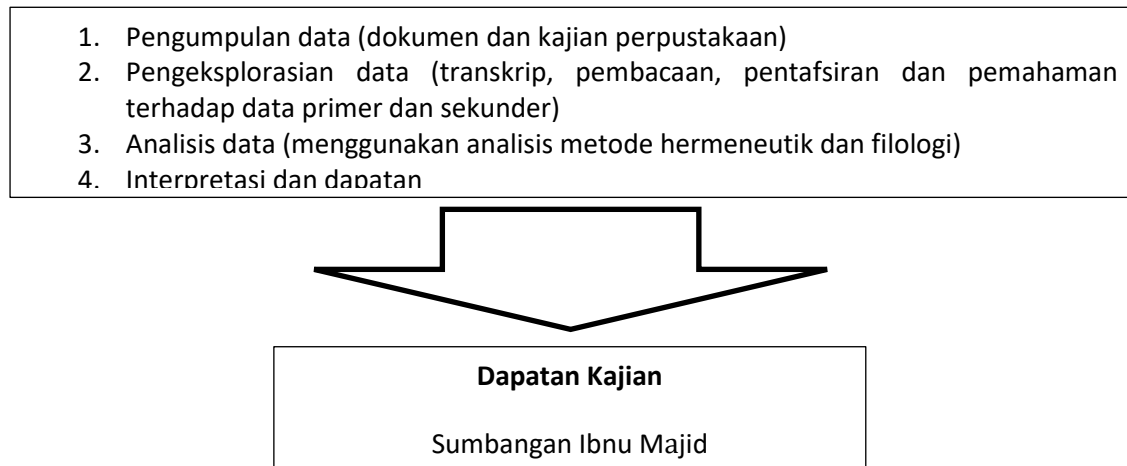 1. Pengumpulan data (dokumen dan kajian perpustakaan)
2. Pengeksplorasian data (transkrip, pembacaan, pentafsiran dan pemahaman
terhadap data primer dan sekunder)
3. Analisis data (menggunakan analisis metode hermeneutik dan filologi)
4. Interpretasi dan dapatan
Dapatan Kajian
Sumbangan Ibnu Majid